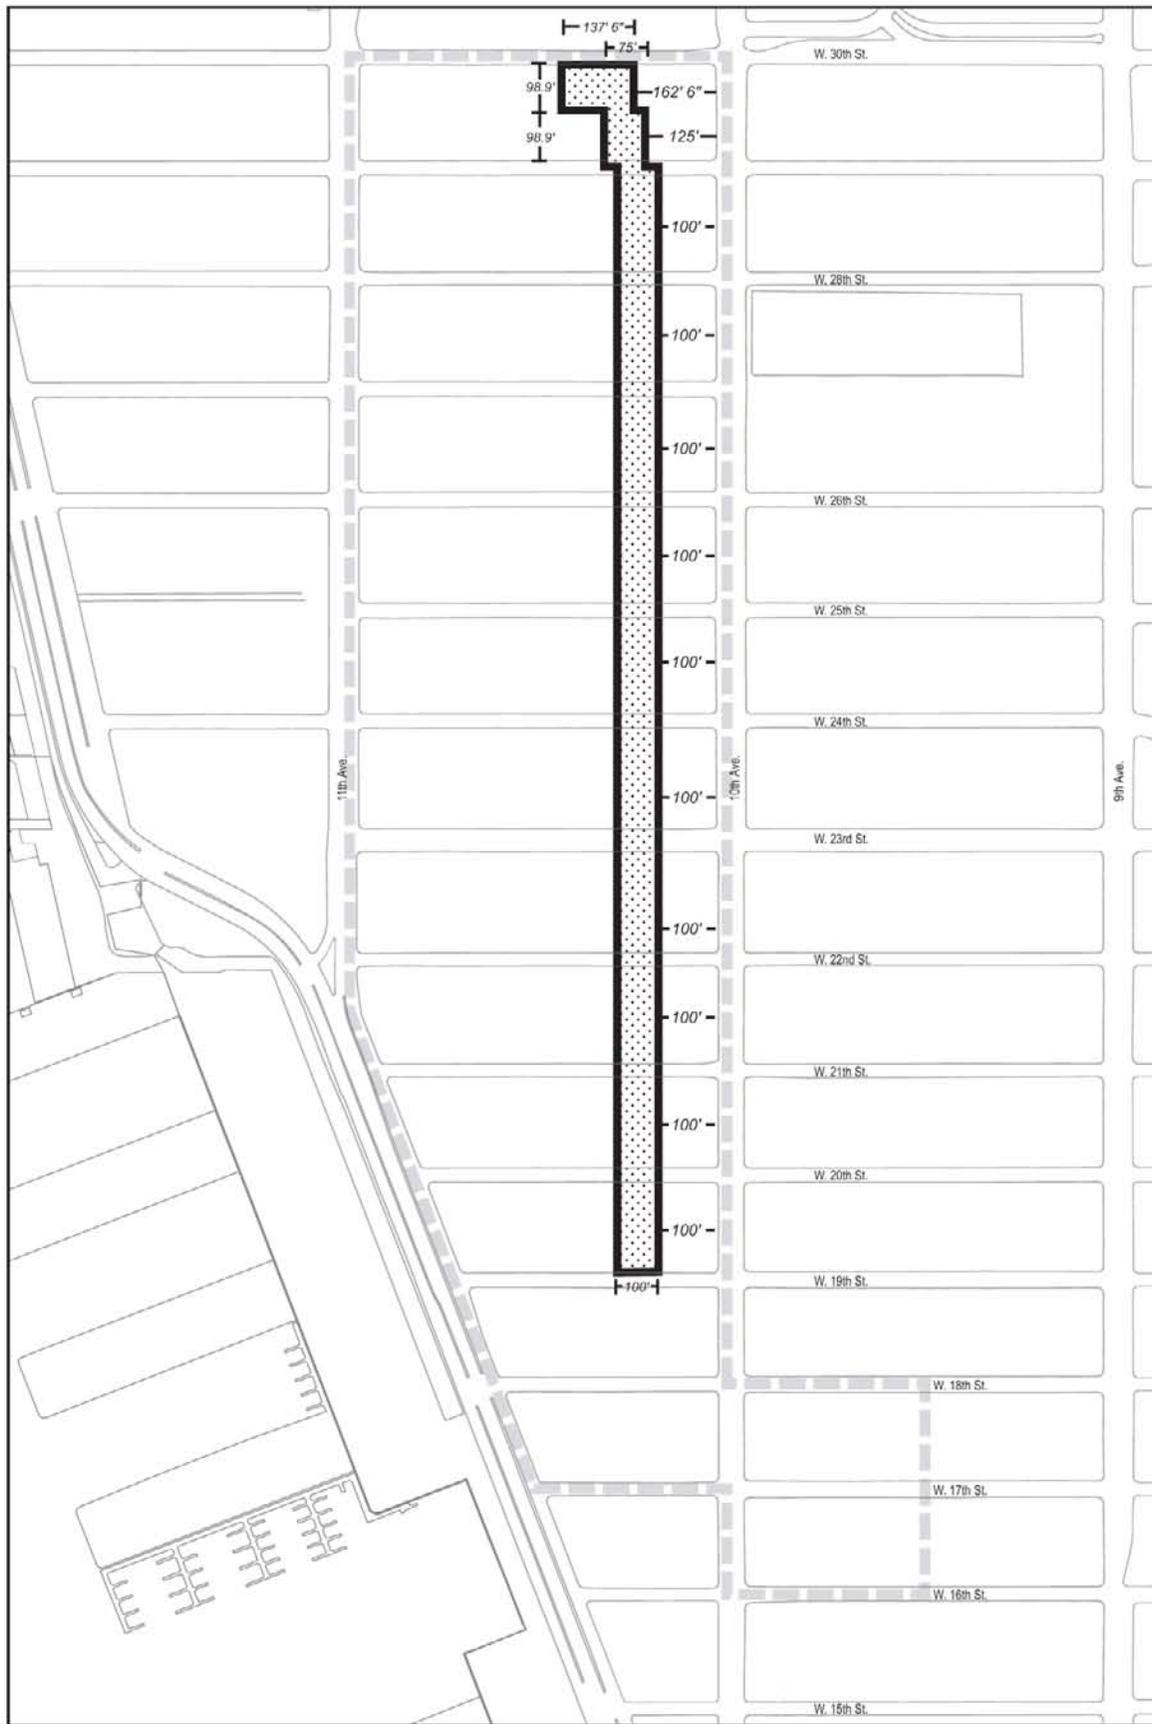 137' 6"
75'
W. 30th St.
98.9'
162' 6"
98.9'
125'
100'
W. 28th St.
100'
100'
W. 26th St.
100'
W. 25th St.
100'
W. 24th St.
11th Ave.
100'
10th Ave.
9th Ave.
W. 23rd St.
100'
W. 22nd St.
100'
W. 21th St.
100'
W. 20th St.
100'
W. 19th St.
100'
W. 18th St.
W. 17th St.
W. 16th St.
W. 15th St.